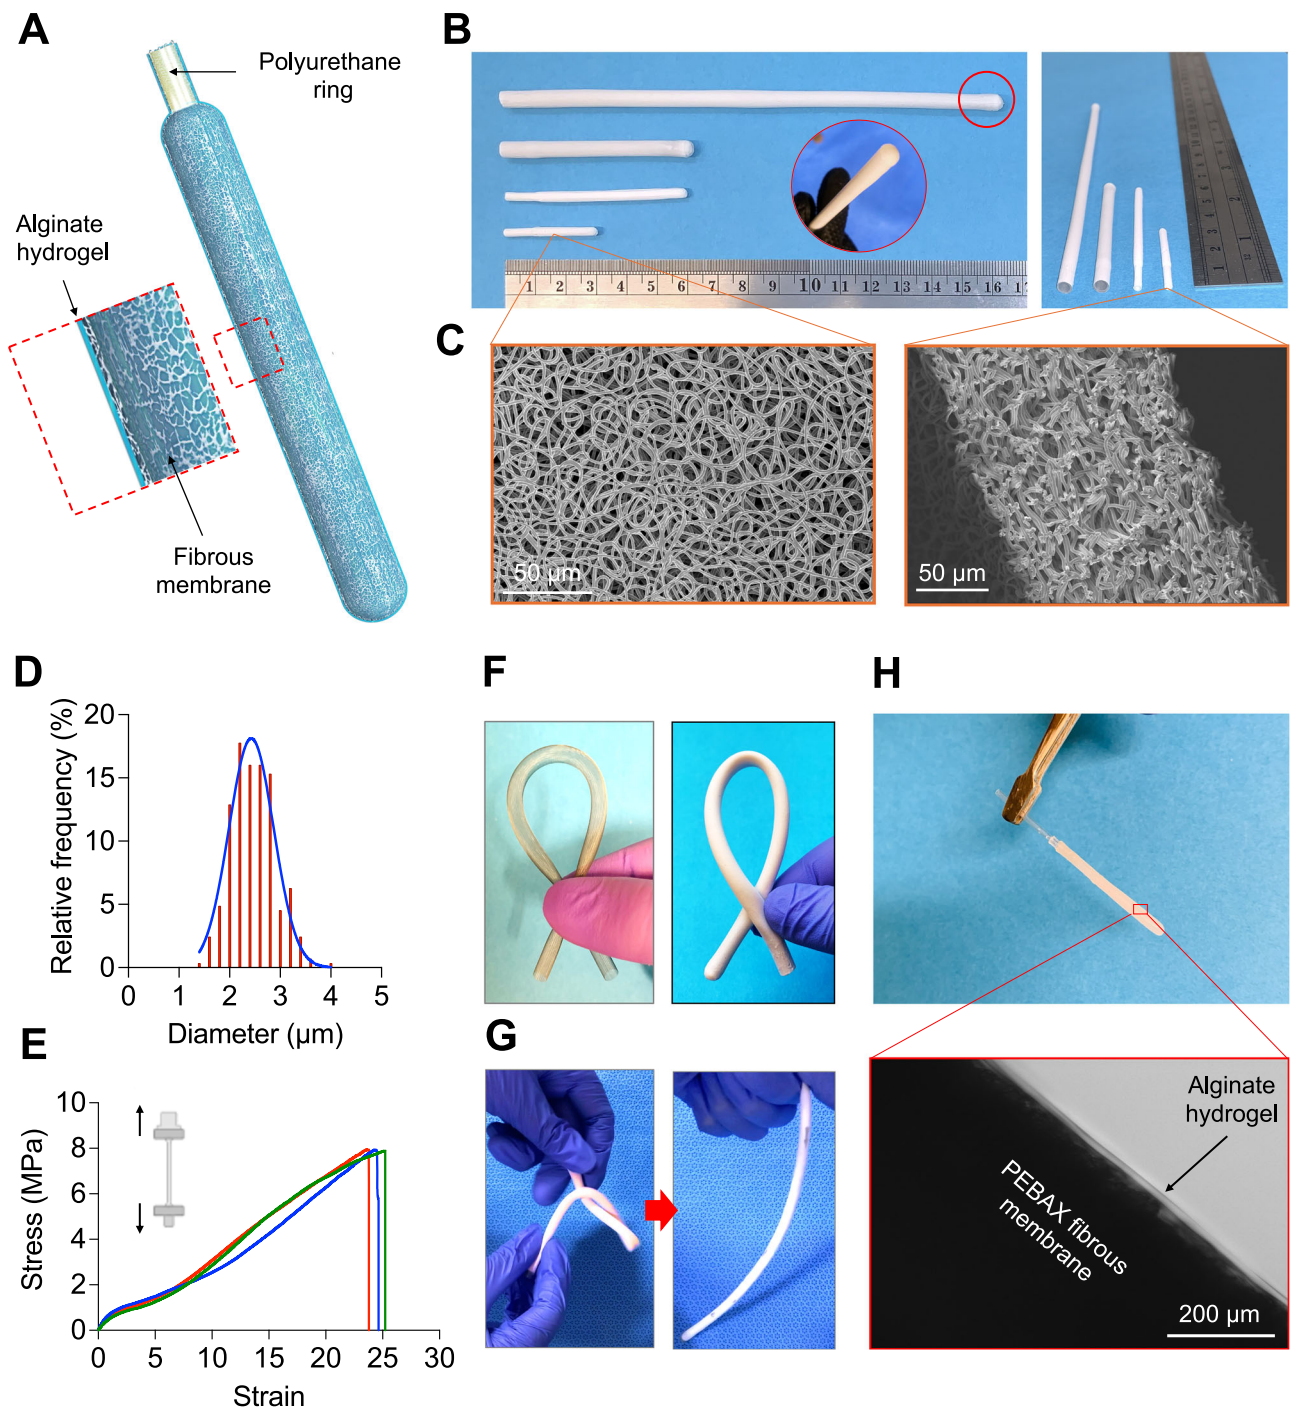 A
Polyurethane
ring
Alginate
hydrogel
Fibrous
membrane
B
1 2 3 4 5 6 7 8 9 10 11 12 13 14 15 16 17
C
50 µm
50 µm
D
Relative frequency (%)
20
15
10
5
0
0 1 2 3 4 5
Diameter (µm)
E
Stress (MPa)
10
8
6
4
2
0
0 5 10 15 20 25 30
Strain
F
G
H
Alginate
hydrogel
PEBAX fibrous
membrane
200 µm